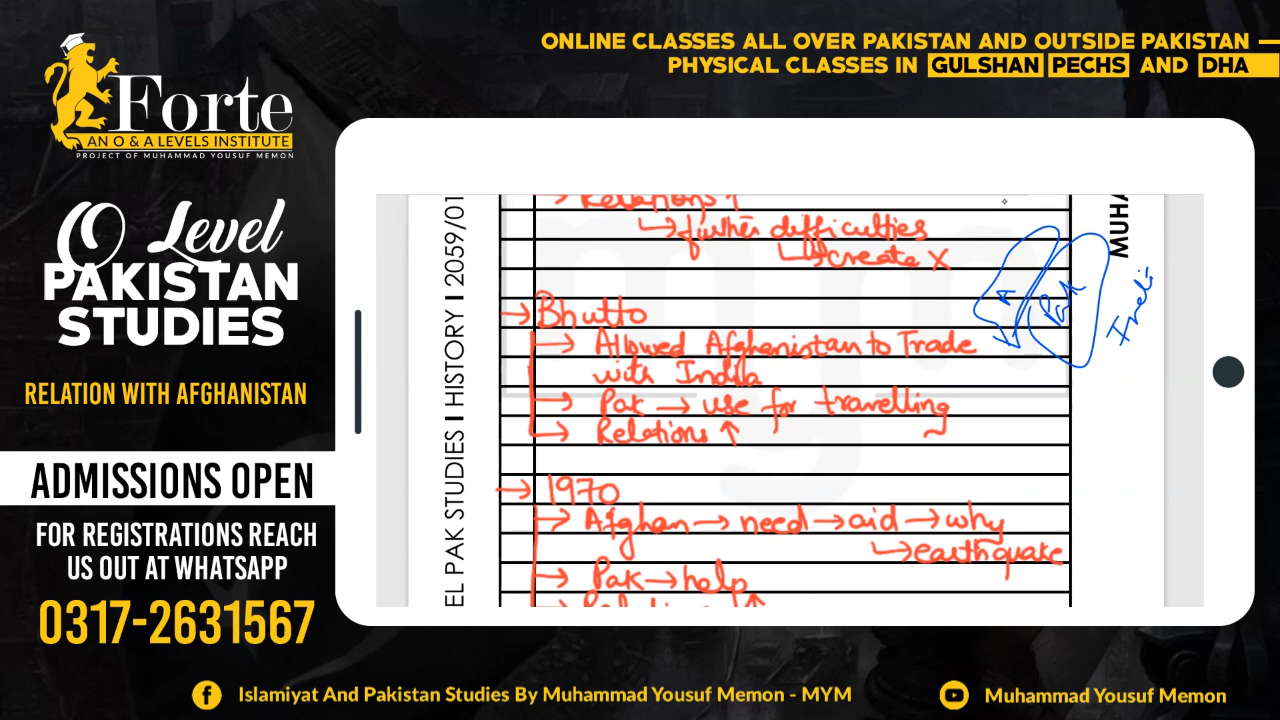 ONLINE CLASSES ALL OVER PAKISTAN AND OUTSIDE PAKISTAN
PHYSICAL CLASSES IN GULSHAN PECHS AND DHA
Forte
AN O & A LEVELS INSTITUTE
PROJECT OF MUHAMMAD YOUSUF MEMON
O Level
PAKISTAN
STUDIES
RELATION WITH AFGHANISTAN
ADMISSIONS OPEN
FOR REGISTRATIONS REACH
US OUT AT WHATSAPP
0317-2631567
EL PAK STUDIES I HISTORY I 2059/01
→ Relations ↑
↳ further difficulties
↳ create X
→ Bhutto
→ Allowed Afghanistan to Trade
with India
→ Pak → use for travelling
→ Relations ↑
→ 1970
→ Afghan → need → aid → why
↳ earthquake
→ Pak → help
→ Relations ↑
A
Pak
MUHA
Islamiyat And Pakistan Studies By Muhammad Yousuf Memon - MYM
Muhammad Yousuf Memon